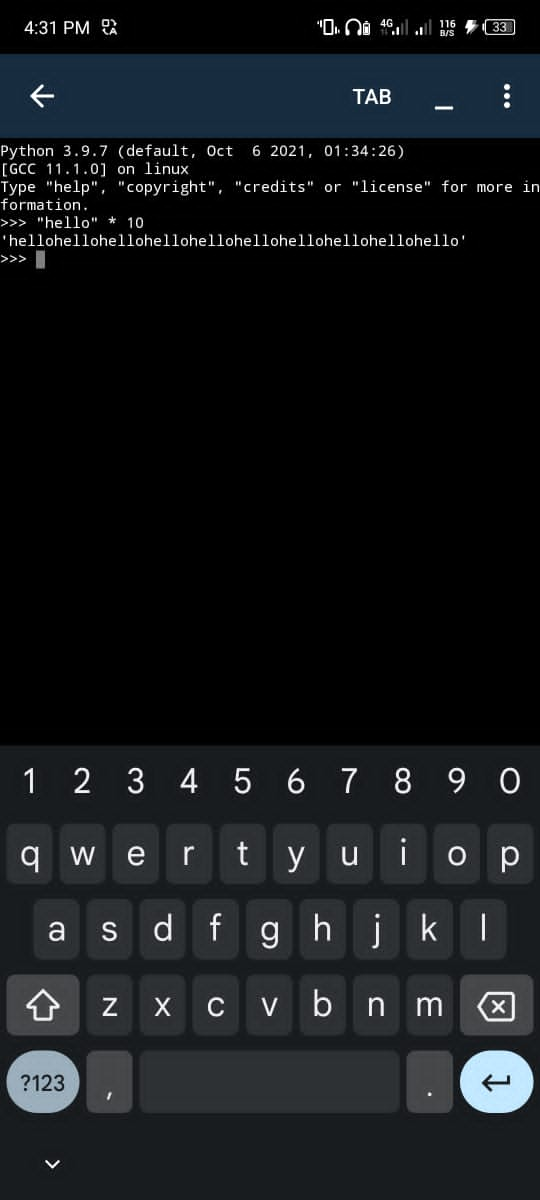 4:31 PM
4G
116
B/S
33
TAB
_
Python 3.9.7 (default, Oct  6 2021, 01:34:26)
[GCC 11.1.0] on linux
Type "help", "copyright", "credits" or "license" for more in
formation.
>>> "hello" * 10
'hellohellohellohellohellohellohellohellohellohello'
>>>
1 2 3 4 5 6 7 8 9 0
q w e r t y u i o p
a s d f g h j k l
z x c v b n m
?123 , .